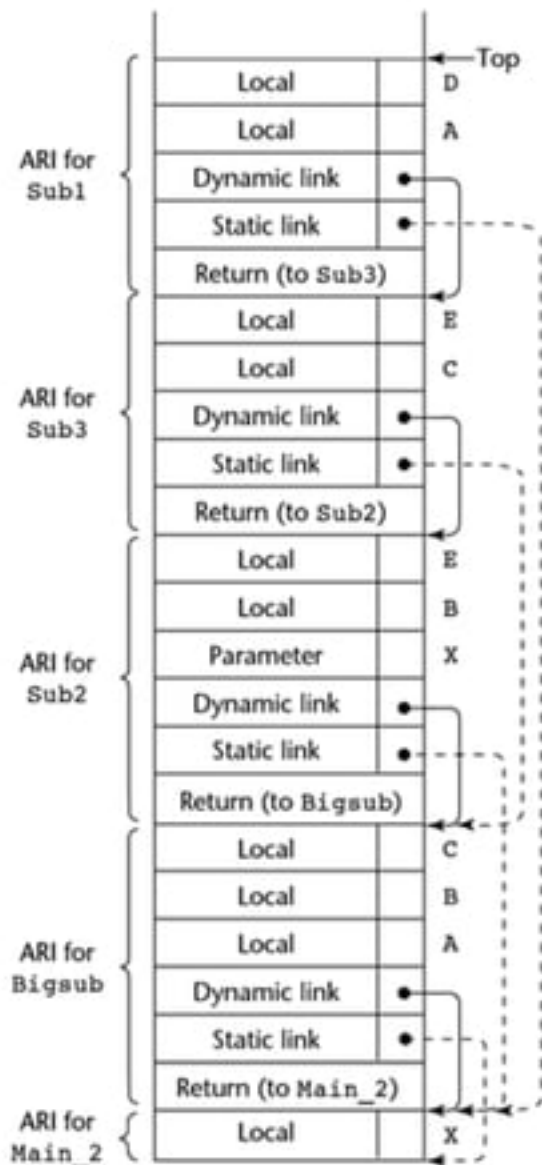 Top
Local D
Local A
ARI for
Sub1
Dynamic link
Static link
Return (to Sub3)
Local E
Local C
ARI for
Sub3
Dynamic link
Static link
Return (to Sub2)
Local E
Local B
Parameter X
ARI for
Sub2
Dynamic link
Static link
Return (to Bigsub)
Local C
Local B
Local A
ARI for
Bigsub
Dynamic link
Static link
Return (to Main_2)
ARI for
Main_2
Local X